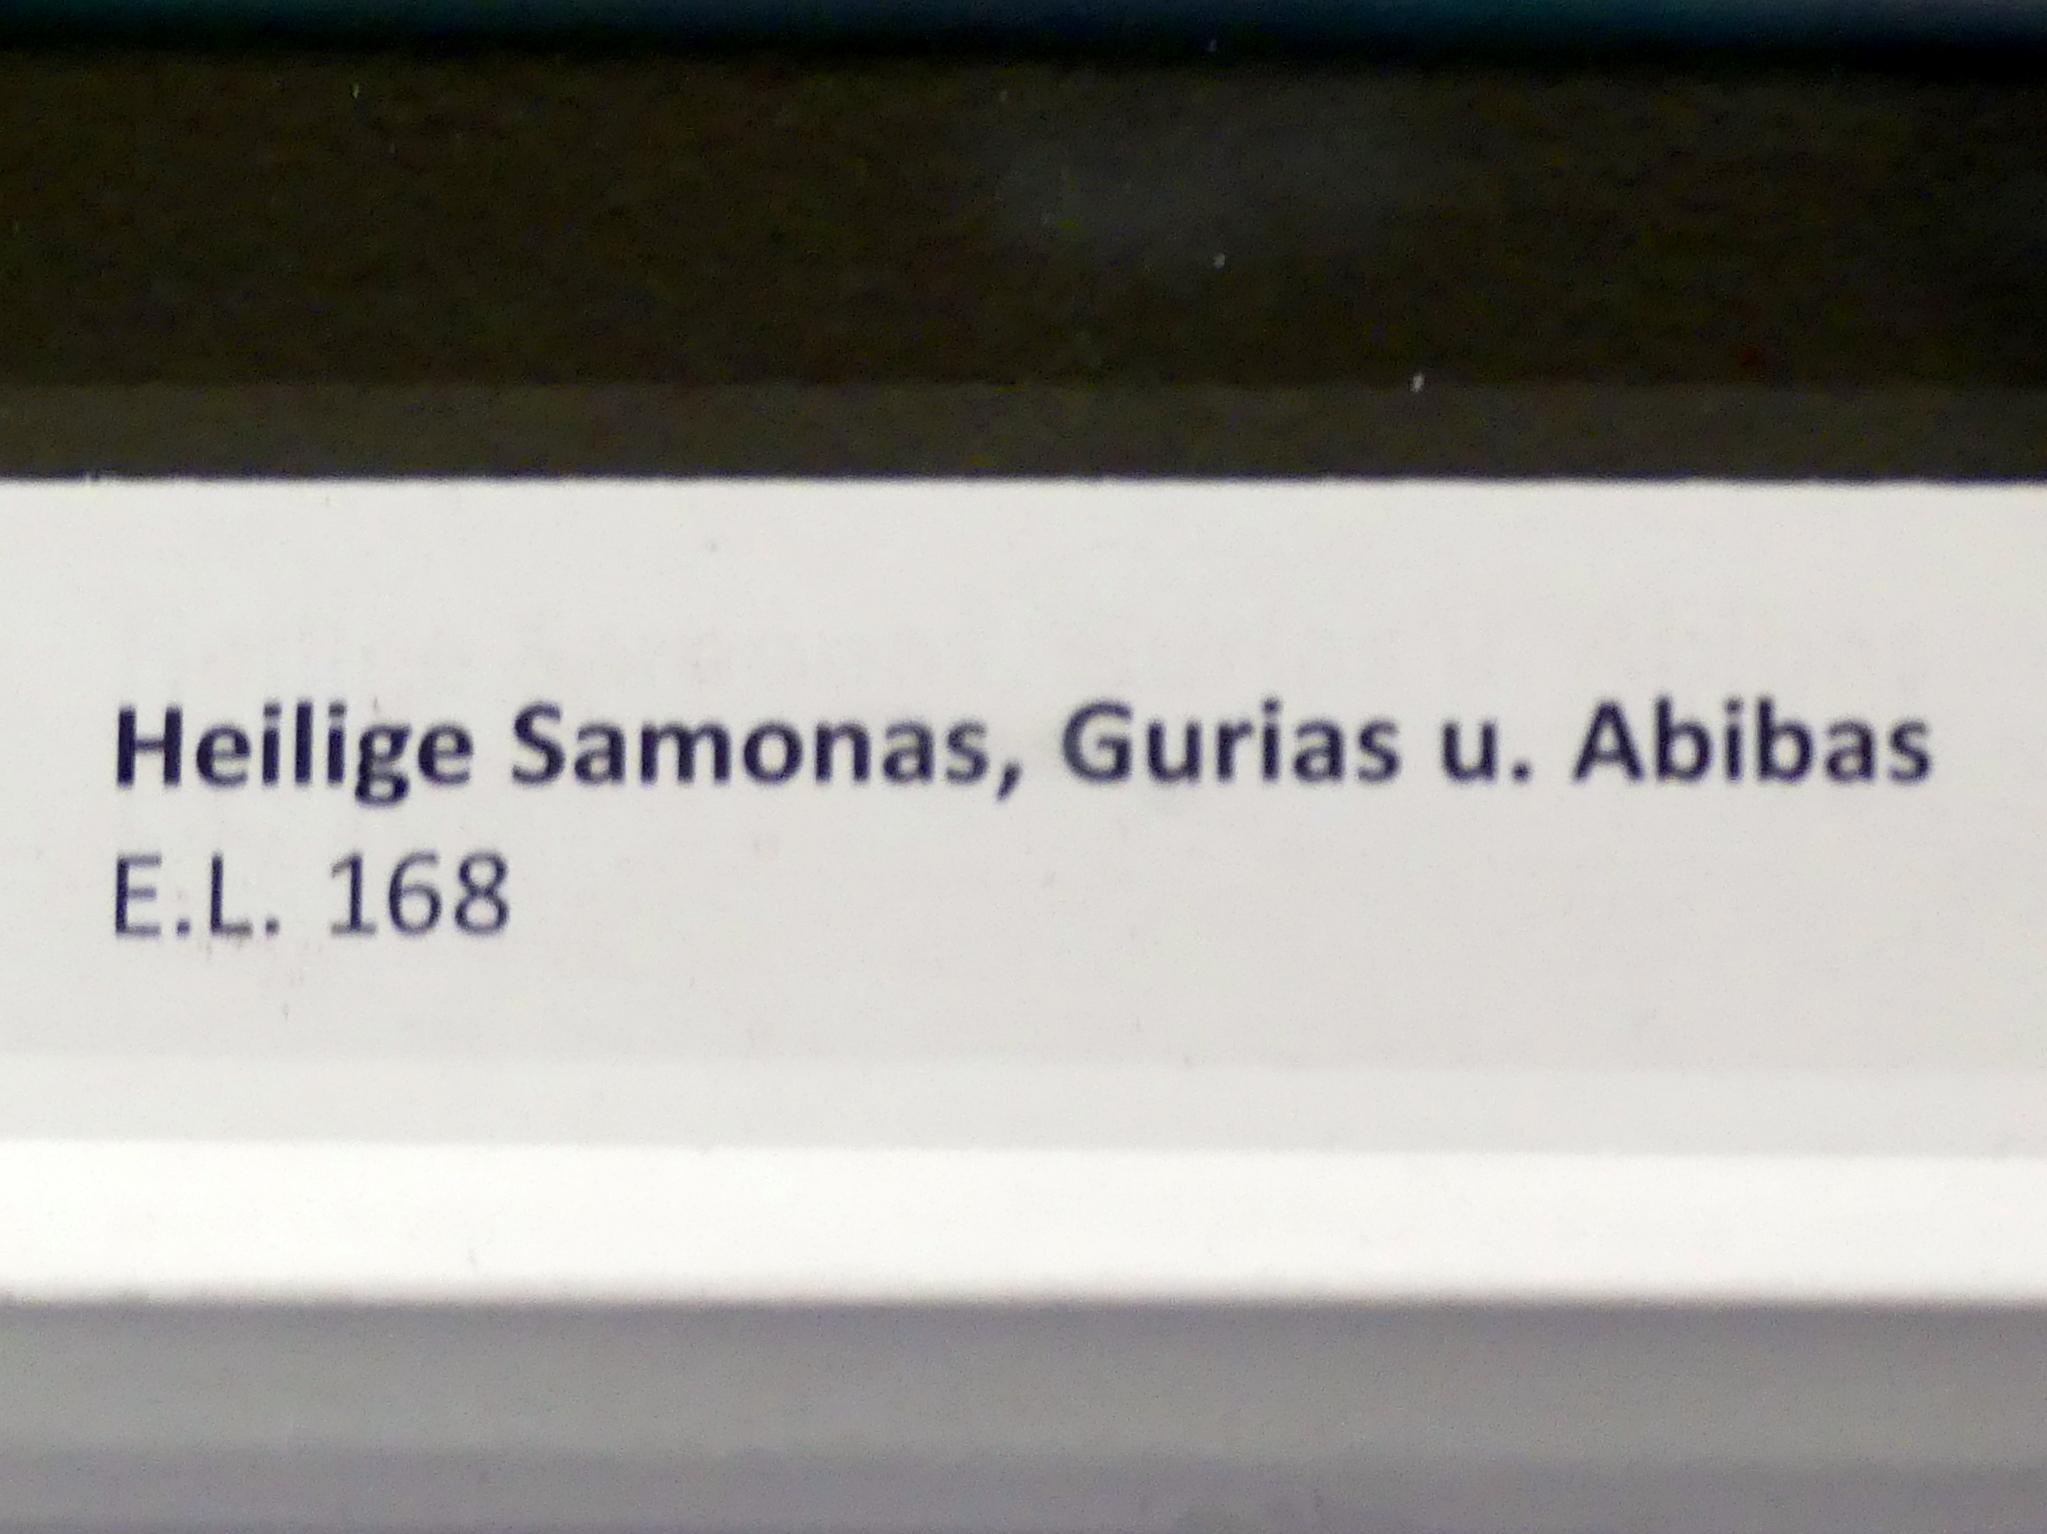 Heilige Samonas, Gurias u. Abibas
E.L. 168